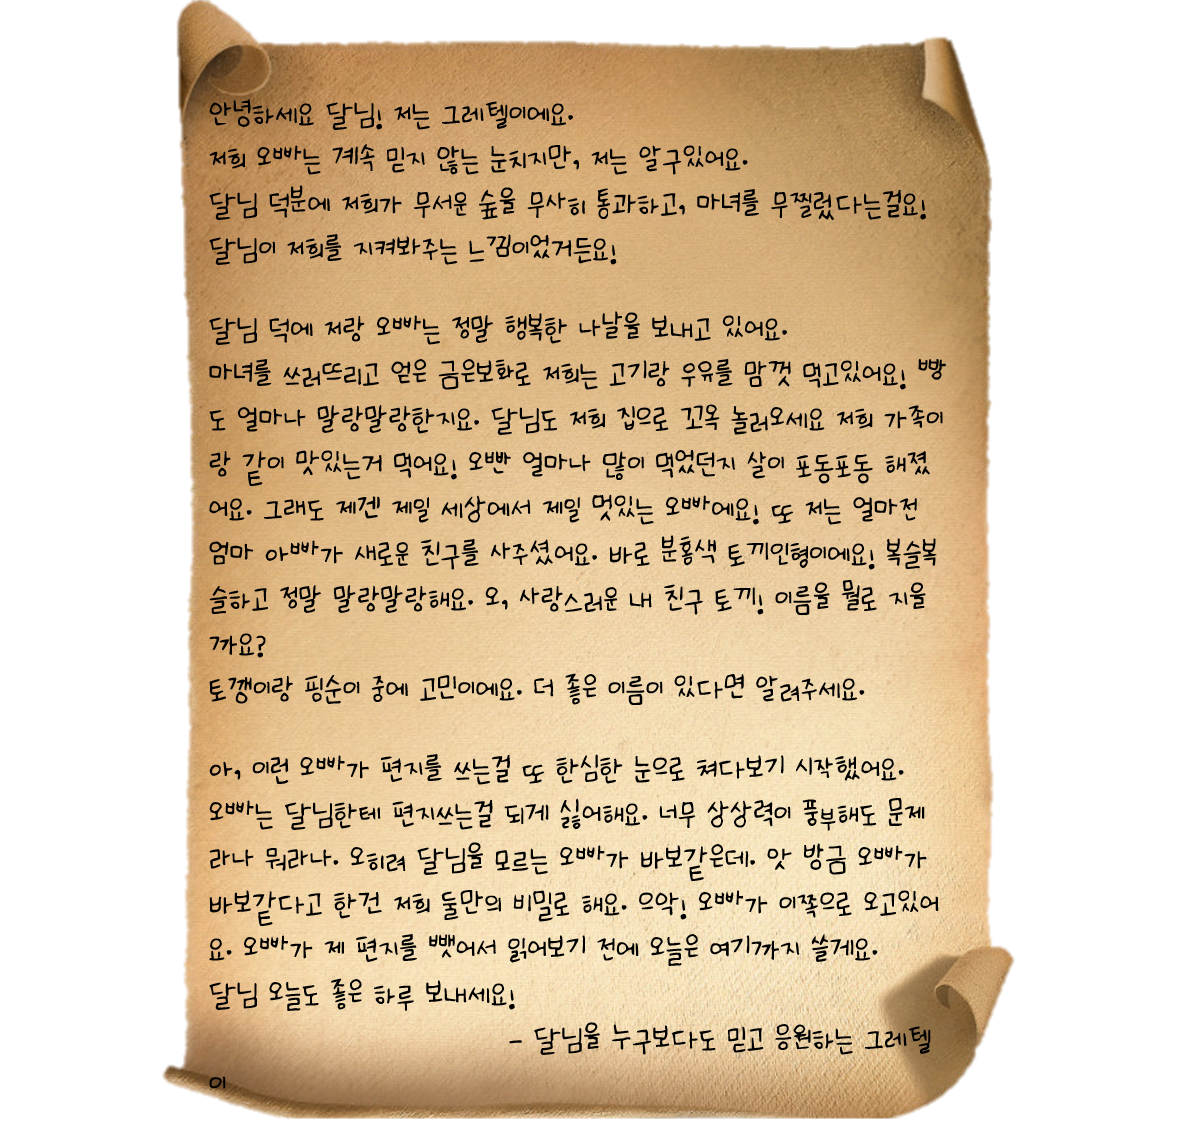 안녕하세요 달님! 저는 그레텔이에요.
저희 오빠는 계속 믿지 않는 눈치지만, 저는 알구있어요.
달님 덕분에 저희가 무서운 숲을 무사히 통과하고, 마녀를 무찔렀다는걸요!
달님이 저희를 지켜봐주는 느낌이었거든요!
달님 덕에 저랑 오빠는 정말 행복한 나날을 보내고 있어요.
마녀를 쓰러뜨리고 얻은 금은보화로 저희는 고기랑 우유를 맘껏 먹고있어요! 빵
도 얼마나 말랑말랑한지요. 달님도 저희 집으로 꼬옥 놀러오세요 저희 가족이
랑 같이 맛있는거 먹어요! 오빤 얼마나 많이 먹었던지 살이 포동포동 해졌
어요. 그래도 제겐 제일 세상에서 제일 멋있는 오빠에요! 또 저는 얼마전
엄마 아빠가 새로운 친구를 사주셨어요. 바로 분홍색 토끼인형이에요! 복슬복
슬하고 정말 말랑말랑해요. 오, 사랑스러운 내 친구 토끼! 이름을 뭘로 지을
까요?
토깽이랑 핑순이 중에 고민이에요. 더 좋은 이름이 있다면 알려주세요.
아, 이런 오빠가 편지를 쓰는걸 또 한심한 눈으로 쳐다보기 시작했어요.
오빠는 달님한테 편지쓰는걸 되게 싫어해요. 너무 상상력이 풍부해도 문제
라나 뭐라나. 오히려 달님을 모르는 오빠가 바보같은데. 앗 방금 오빠가
바보같다고 한건 저희 둘만의 비밀로 해요. 으악! 오빠가 이쪽으로 오고있어
요. 오빠가 제 편지를 뺏어서 읽어보기 전에 오늘은 여기까지 쓸게요.
달님 오늘도 좋은 하루 보내세요!
- 달님을 누구보다도 믿고 응원하는 그레텔
이